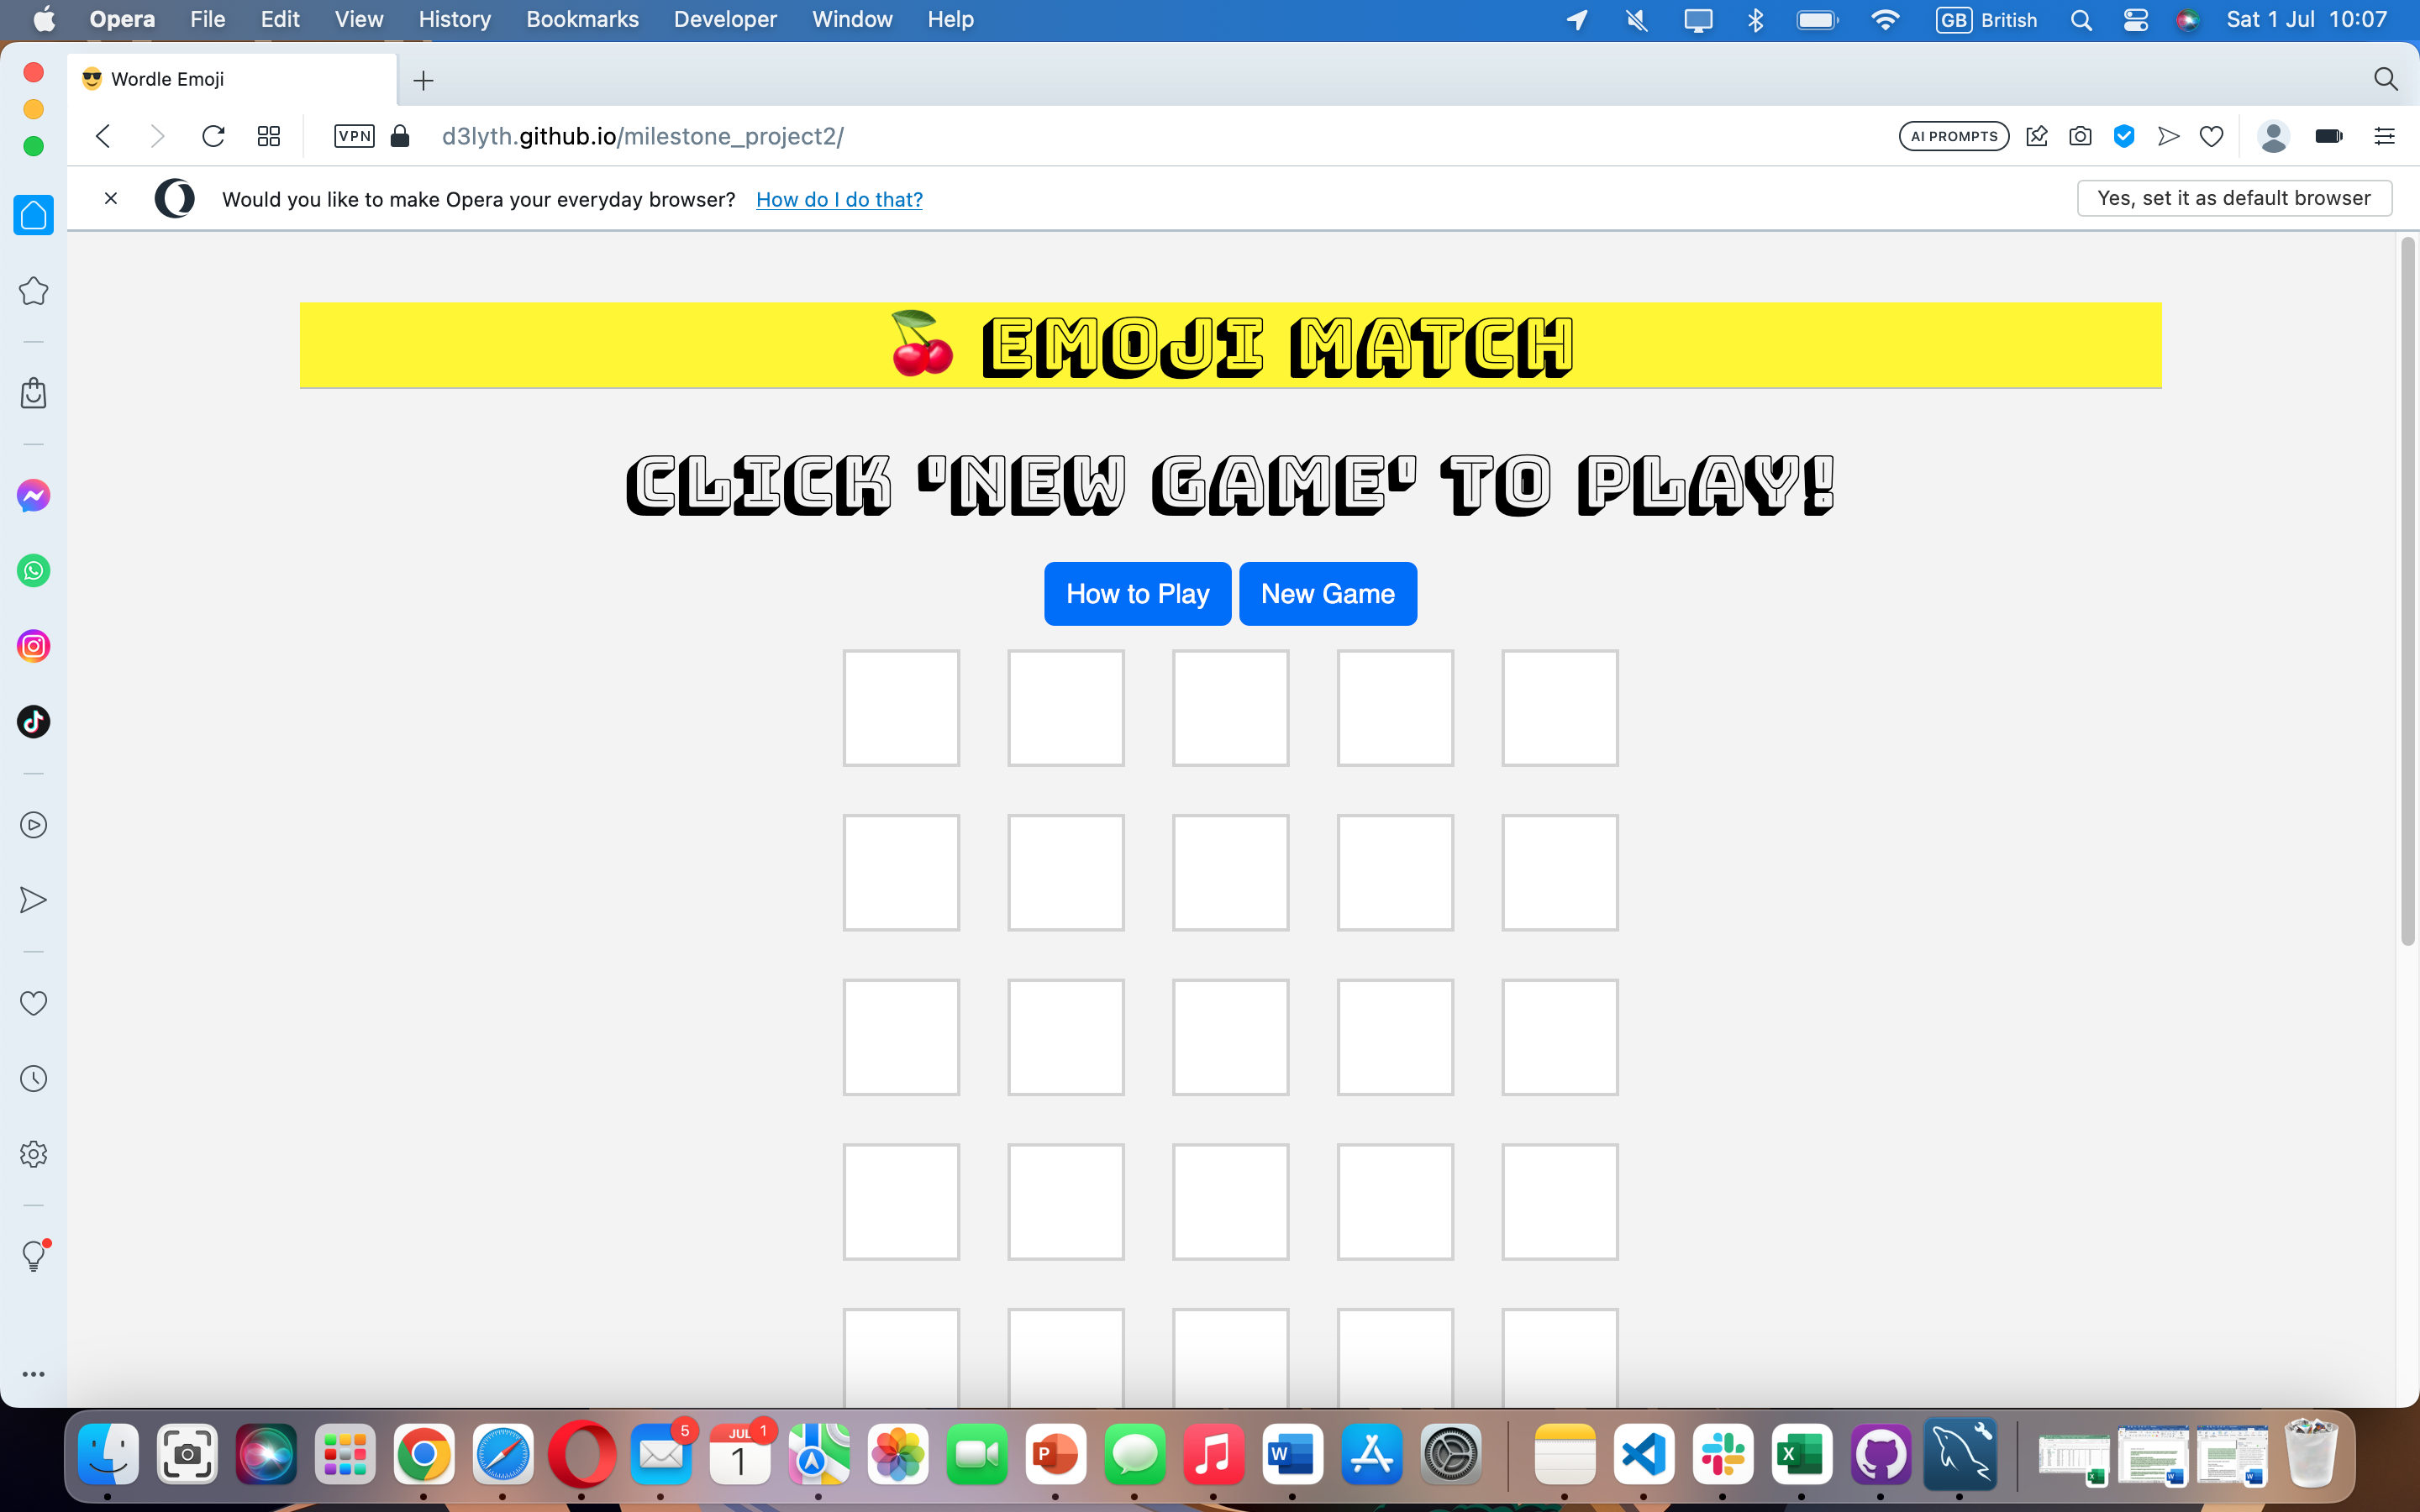 Opera File Edit View History Bookmarks Developer Window Help GB British Sat 1 Jul 10:07
Wordle Emoji
VPN d3lyth.github.io/milestone_project2/ AI PROMPTS
Would you like to make Opera your everyday browser? How do I do that? Yes, set it as default browser
EMOJI MATCH
CLICK 'NEW GAME' TO PLAY!
How to Play New Game
5 JUL 1
1 P W X